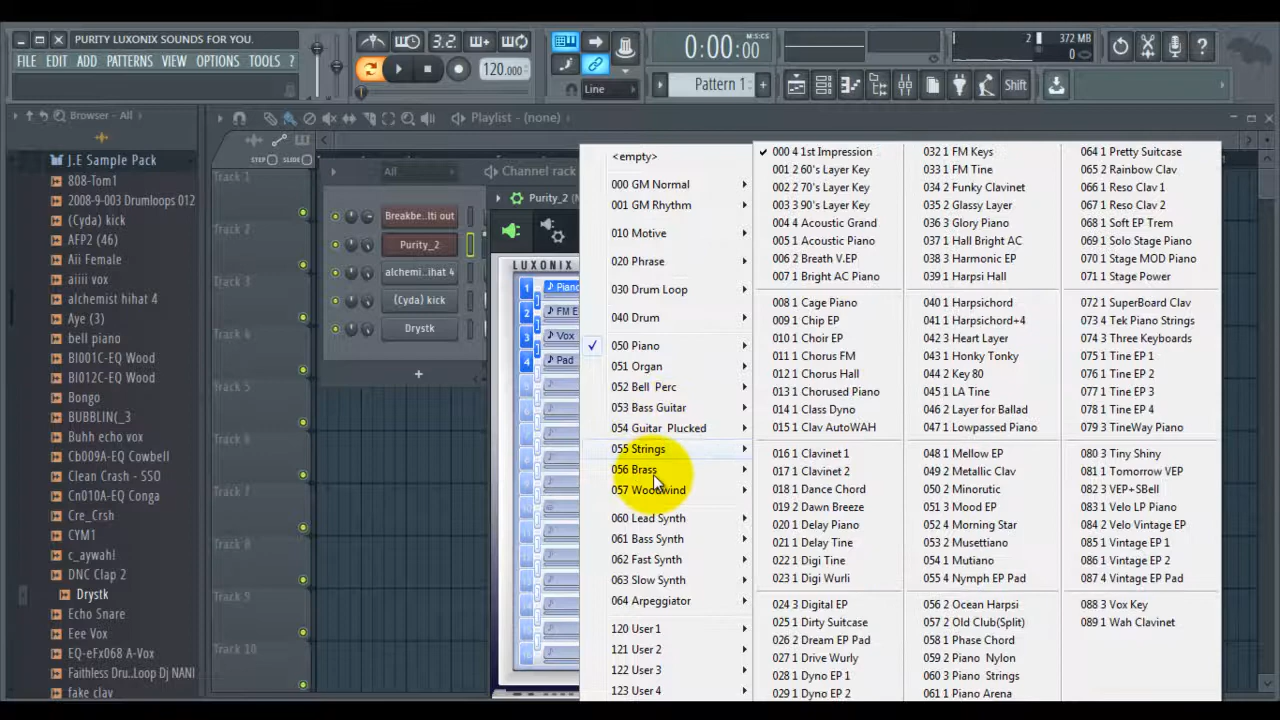 PURITY LUXONIX SOUNDS FOR YOU.
FILE EDIT ADD PATTERNS VIEW OPTIONS TOOLS ?
3.2
120.000
Line
0:00:00
M:S:CS
Pattern 1
2
372 MB
0
Shift
Browser - All
Playlist - (none)
J.E Sample Pack
808-Tom1
2008-9-003 Drumloops 012
(Cyda) kick
AFP2 (46)
Aii Female
aiiii vox
alchemist hihat 4
Aye (3)
bell piano
BI001C-EQ Wood
BI012C-EQ Wood
Bongo
BUBBLIN(_3
Buhh echo vox
Cb009A-EQ Cowbell
Clean Crash - SSO
Cn010A-EQ Conga
Cre_Crsh
CYM1
c_aywah!
DNC Clap 2
Drystk
Echo Snare
Eee Vox
EQ-eFx068 A-Vox
Faithless Dru..Loop Dj NANI
fake clav
STEP
SLIDE
Track 1
Track 2
Track 3
Track 4
Track 5
Track 6
Track 7
Track 8
Track 9
Track 10
All
Channel rack
Breakbe..lti out
Purity_2
alchemi..ihat 4
(Cyda) kick
Drystk
+
Purity_2 (M
LUXONIX
1 Piano
2 FM E
3 Vox
4 Pad
<empty>
000 GM Normal
001 GM Rhythm
010 Motive
020 Phrase
030 Drum Loop
040 Drum
050 Piano
051 Organ
052 Bell Perc
053 Bass Guitar
054 Guitar Plucked
055 Strings
056 Brass
057 Woodwind
060 Lead Synth
061 Bass Synth
062 Fast Synth
063 Slow Synth
064 Arpeggiator
120 User 1
121 User 2
122 User 3
123 User 4
000 4 1st Impression
001 2 60's Layer Key
002 2 70's Layer Key
003 3 90's Layer Key
004 4 Acoustic Grand
005 1 Acoustic Piano
006 2 Breath V.EP
007 1 Bright AC Piano
008 1 Cage Piano
009 1 Chip EP
010 1 Choir EP
011 1 Chorus FM
012 1 Chorus Hall
013 1 Chorused Piano
014 1 Class Dyno
015 1 Clav AutoWAH
016 1 Clavinet 1
017 1 Clavinet 2
018 1 Dance Chord
019 2 Dawn Breeze
020 1 Delay Piano
021 1 Delay Tine
022 1 Digi Tine
023 1 Digi Wurli
024 3 Digital EP
025 1 Dirty Suitcase
026 2 Dream EP Pad
027 1 Drive Wurly
028 1 Dyno EP 1
029 1 Dyno EP 2
032 1 FM Keys
033 1 FM Tine
034 2 Funky Clavinet
035 2 Glassy Layer
036 3 Glory Piano
037 1 Hall Bright AC
038 3 Harmonic EP
039 1 Harpsi Hall
040 1 Harpsichord
041 1 Harpsichord+4
042 3 Heart Layer
043 1 Honky Tonky
044 2 Key 80
045 1 LA Tine
046 2 Layer for Ballad
047 1 Lowpassed Piano
048 1 Mellow EP
049 2 Metallic Clav
050 2 Minorutic
051 3 Mood EP
052 4 Morning Star
053 2 Musettiano
054 1 Mutiano
055 4 Nymph EP Pad
056 2 Ocean Harpsi
057 2 Old Club(Split)
058 1 Phase Chord
059 2 Piano Nylon
060 3 Piano Strings
061 1 Piano Arena
064 1 Pretty Suitcase
065 2 Rainbow Clav
066 1 Reso Clav 1
067 1 Reso Clav 2
068 1 Soft EP Trem
069 1 Solo Stage Piano
070 1 Stage MOD Piano
071 1 Stage Power
072 1 SuperBoard Clav
073 4 Tek Piano Strings
074 4 Three Keyboards
075 1 Tine EP 1
076 1 Tine EP 2
077 1 Tine EP 3
078 1 Tine EP 4
079 1 TineWay Piano
080 3 Tiny Shiny
081 1 Tomorrow VEP
082 3 VEP+SBell
083 1 Velo LP Piano
084 2 Velo Vintage EP
085 1 Vintage EP 1
086 1 Vintage EP 2
087 4 Vintage EP Pad
088 3 Vox Key
089 1 Wah Clavinet